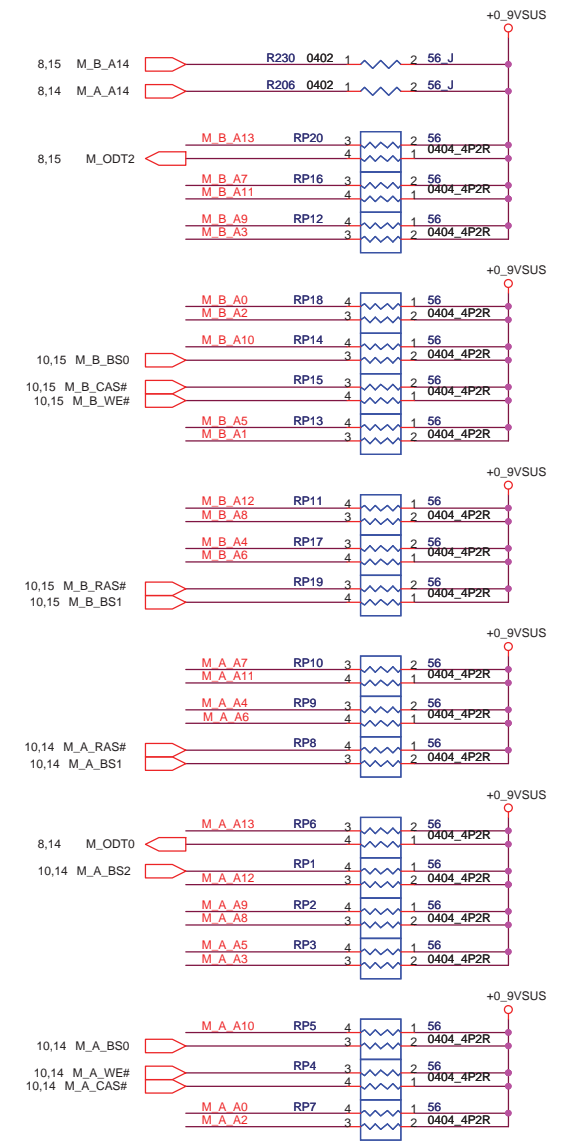 +0_9VSUS
8,15 M_B_A14 R230 0402 1 2 56_J
8,14 M_A_A14 R206 0402 1 2 56_J
M_B_A13 RP20 3 2 56
8,15 M_ODT2 4 1 0404_4P2R
M_B_A7 RP16 3 2 56
M_B_A11 4 1 0404_4P2R
M_B_A9 RP12 4 1 56
M_B_A3 3 2 0404_4P2R
+0_9VSUS
M_B_A0 RP18 4 1 56
M_B_A2 3 2 0404_4P2R
M_B_A10 RP14 4 1 56
10,15 M_B_BS0 3 2 0404_4P2R
10,15 M_B_CAS# RP15 3 2 56
10,15 M_B_WE# 4 1 0404_4P2R
M_B_A5 RP13 4 1 56
M_B_A1 3 2 0404_4P2R
+0_9VSUS
M_B_A12 RP11 4 1 56
M_B_A8 3 2 0404_4P2R
M_B_A4 RP17 3 2 56
M_B_A6 4 1 0404_4P2R
10,15 M_B_RAS# RP19 3 2 56
10,15 M_B_BS1 4 1 0404_4P2R
+0_9VSUS
M_A_A7 RP10 3 2 56
M_A_A11 4 1 0404_4P2R
M_A_A4 RP9 3 2 56
M_A_A6 4 1 0404_4P2R
10,14 M_A_RAS# RP8 4 1 56
10,14 M_A_BS1 3 2 0404_4P2R
+0_9VSUS
M_A_A13 RP6 3 2 56
8,14 M_ODT0 4 1 0404_4P2R
10,14 M_A_BS2 RP1 4 1 56
M_A_A12 3 2 0404_4P2R
M_A_A9 RP2 4 1 56
M_A_A8 3 2 0404_4P2R
M_A_A5 RP3 4 1 56
M_A_A3 3 2 0404_4P2R
+0_9VSUS
M_A_A10 RP5 4 1 56
10,14 M_A_BS0 3 2 0404_4P2R
10,14 M_A_WE# RP4 3 2 56
10,14 M_A_CAS# 4 1 0404_4P2R
M_A_A0 RP7 4 1 56
M_A_A2 3 2 0404_4P2R